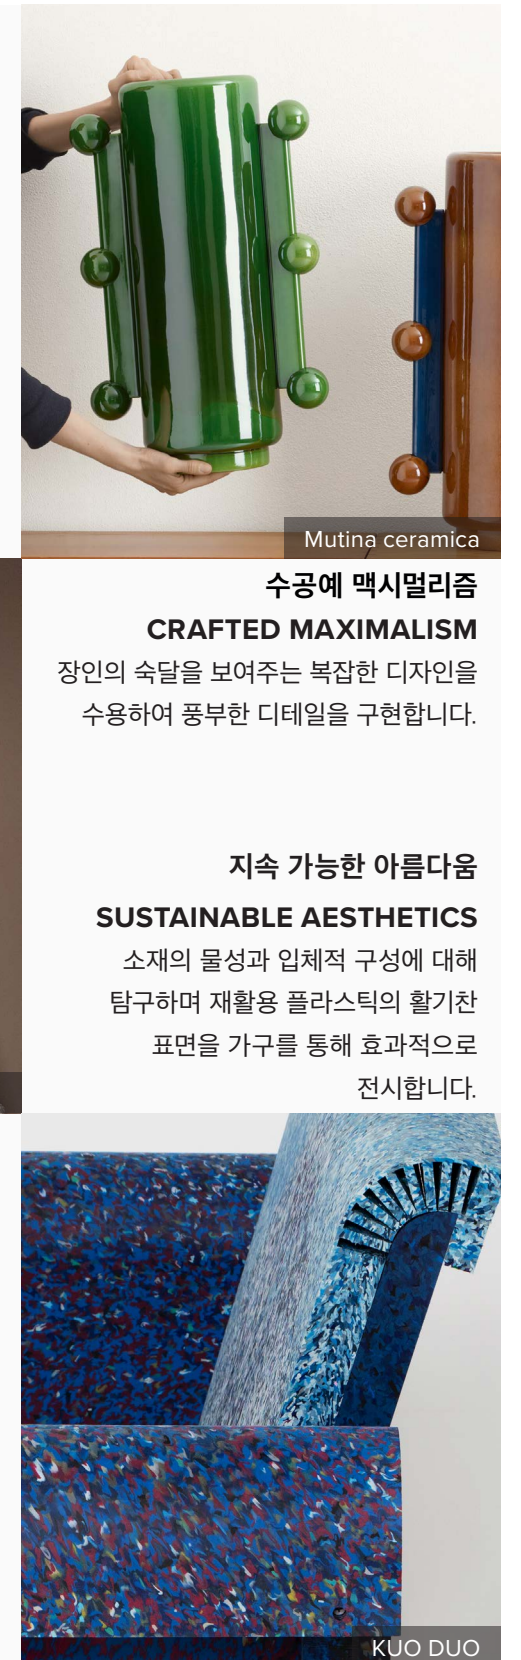 Mutina ceramica
수공예 맥시멀리즘
CRAFTED MAXIMALISM
장인의 숙달을 보여주는 복잡한 디자인을
수용하여 풍부한 디테일을 구현합니다.
지속 가능한 아름다움
SUSTAINABLE AESTHETICS
소재의 물성과 입체적 구성에 대해
탐구하며 재활용 플라스틱의 활기찬
표면을 가구를 통해 효과적으로
전시합니다.
KUO DUO